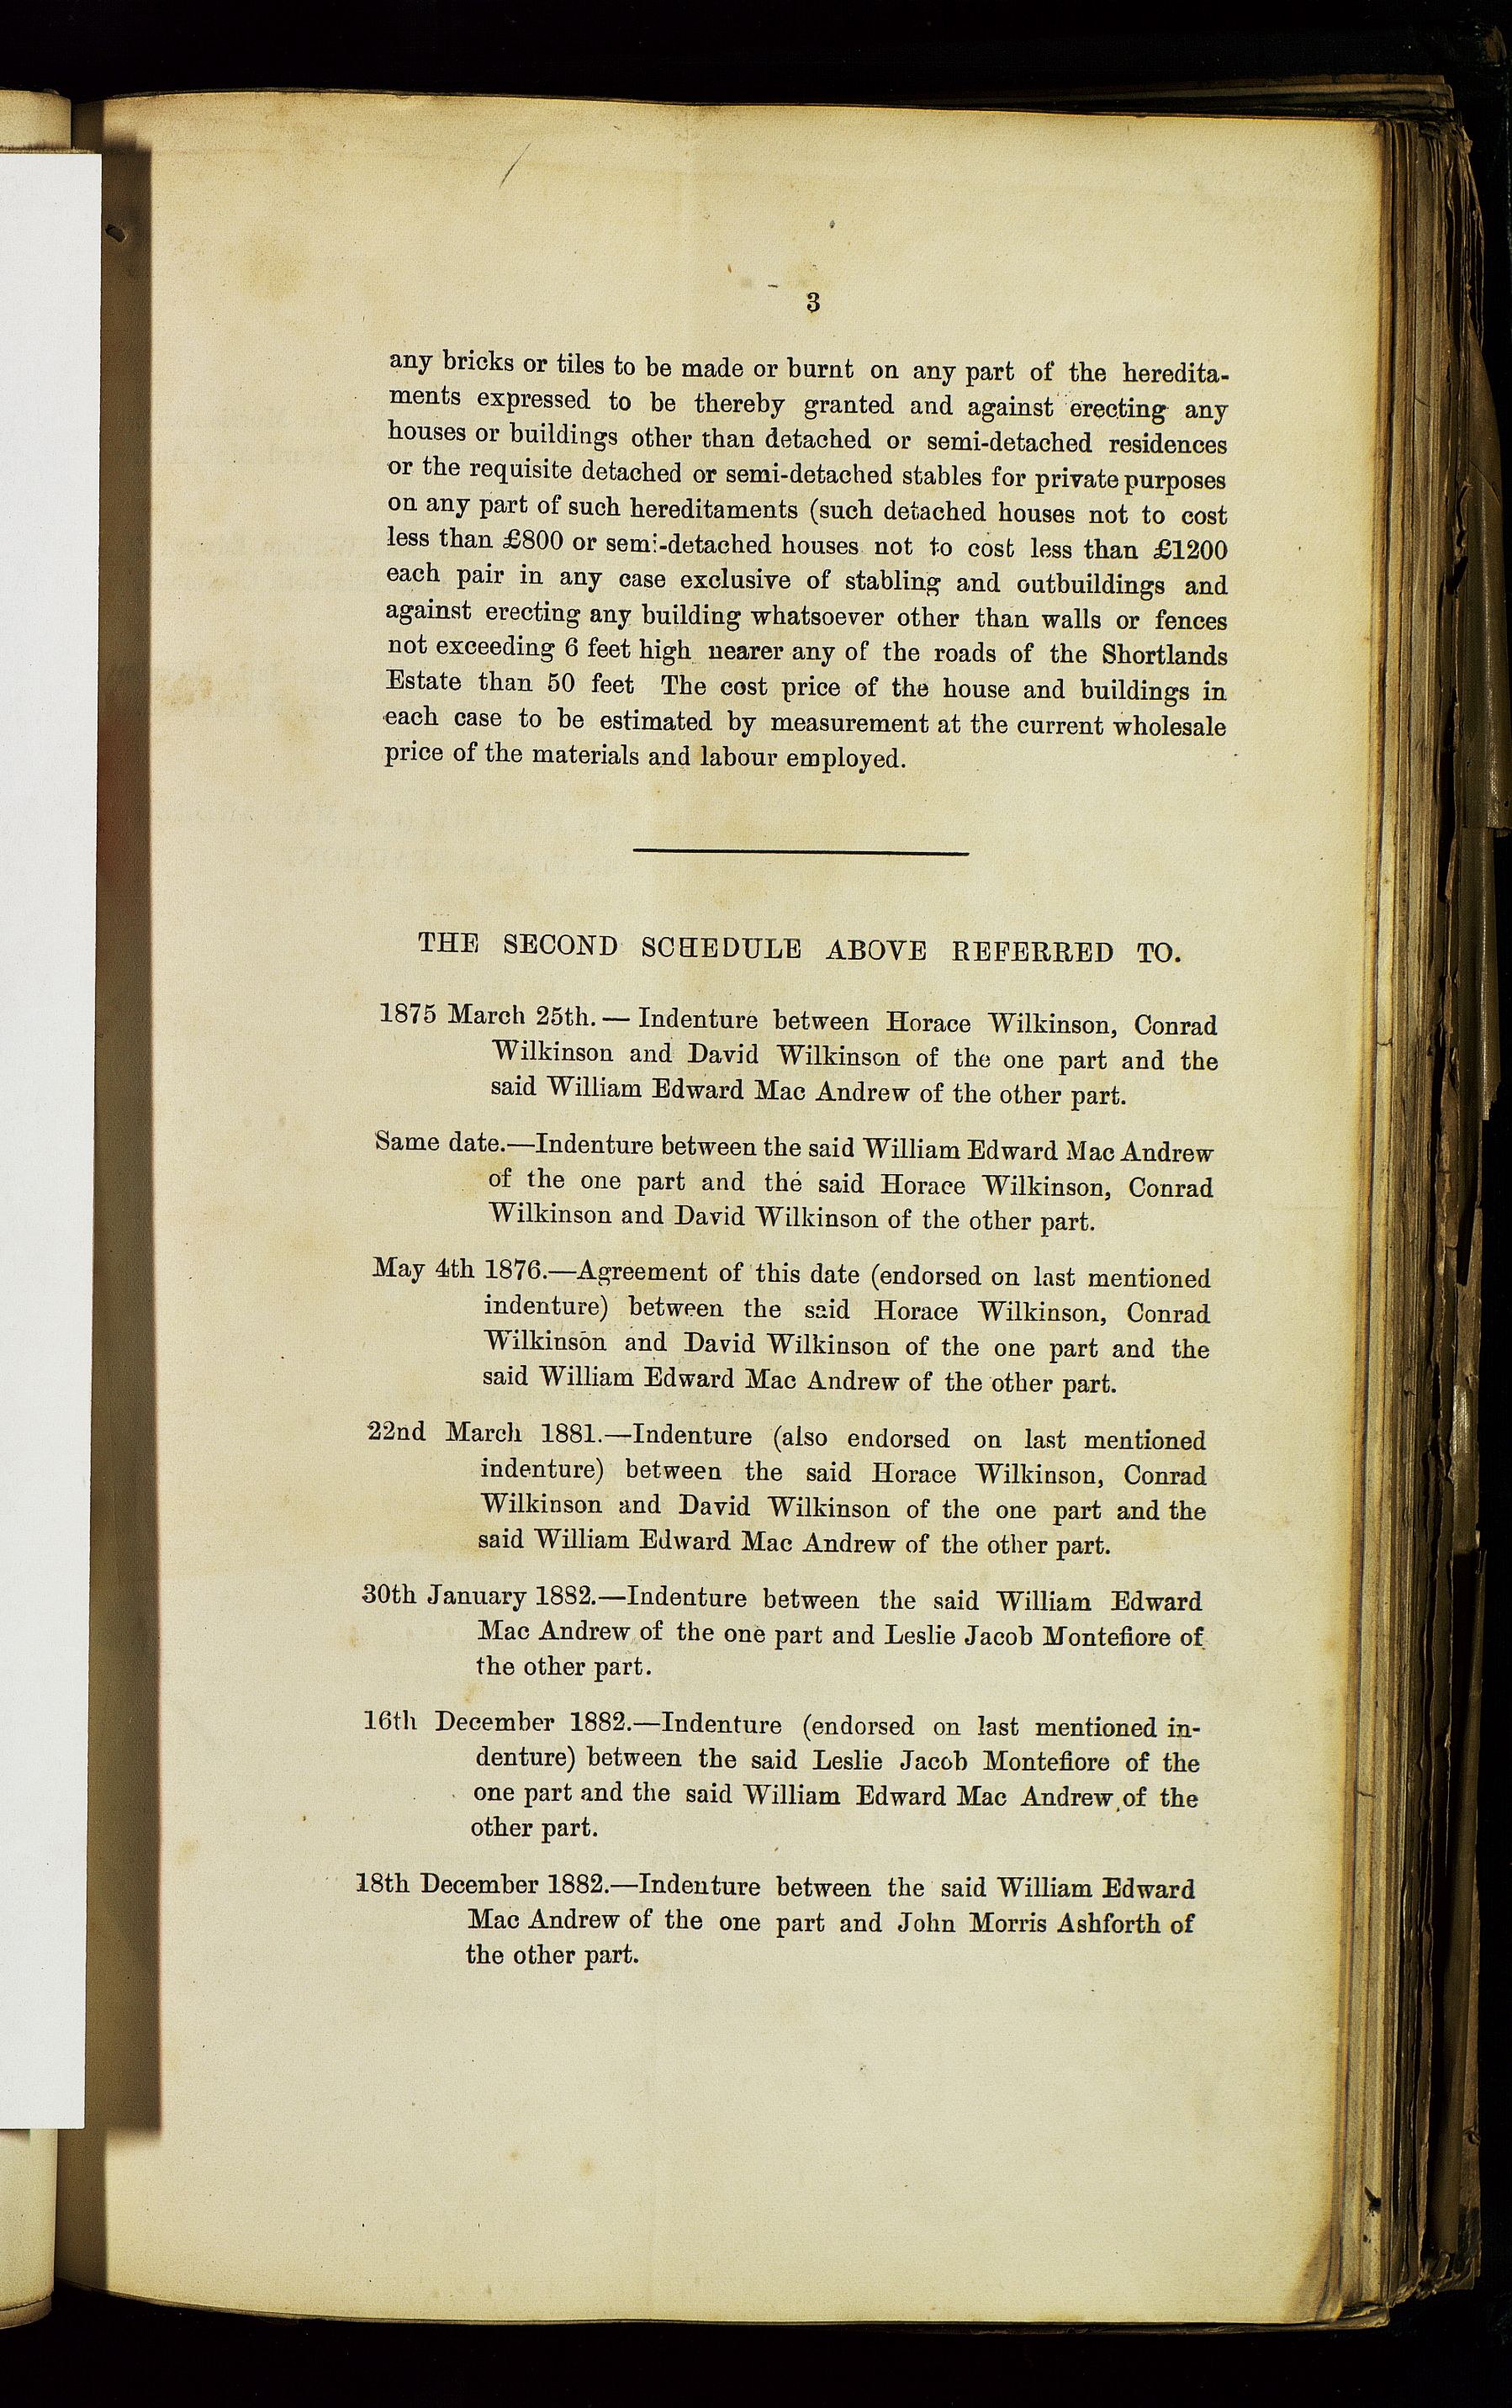 3
any bricks or tiles to be made or burnt on any part of the heredita-
ments expressed to be thereby granted and against erecting any
houses or buildings other than detached or semi-detached residences
or the requisite detached or semi-detached stables for private purposes
on any part of such hereditaments (such detached houses not to cost
less than £800 or semi-detached houses not to cost less than £1200
each pair in any case exclusive of stabling and outbuildings and
against erecting any building whatsoever other than walls or fences
not exceeding 6 feet high nearer any of the roads of the Shortlands
Estate than 50 feet The cost price of the house and buildings in
each case to be estimated by measurement at the current wholesale
price of the materials and labour employed.
THE SECOND SCHEDULE ABOVE REFERRED TO.
1875 March 25th.— Indenture between Horace Wilkinson, Conrad
Wilkinson and David Wilkinson of the one part and the
said William Edward Mac Andrew of the other part.
Same date.—Indenture between the said William Edward Mac Andrew
of the one part and the said Horace Wilkinson, Conrad
Wilkinson and David Wilkinson of the other part.
May 4th 1876.—Agreement of this date (endorsed on last mentioned
indenture) between the said Horace Wilkinson, Conrad
Wilkinson and David Wilkinson of the one part and the
said William Edward Mac Andrew of the other part.
22nd March 1881.—Indenture (also endorsed on last mentioned
indenture) between the said Horace Wilkinson, Conrad
Wilkinson and David Wilkinson of the one part and the
said William Edward Mac Andrew of the other part.
30th January 1882.—Indenture between the said William Edward
Mac Andrew of the one part and Leslie Jacob Montefiore of
the other part.
16th December 1882.—Indenture (endorsed on last mentioned in-
denture) between the said Leslie Jacob Montefiore of the
one part and the said William Edward Mac Andrew of the
other part.
18th December 1882.—Indenture between the said William Edward
Mac Andrew of the one part and John Morris Ashforth of
the other part.